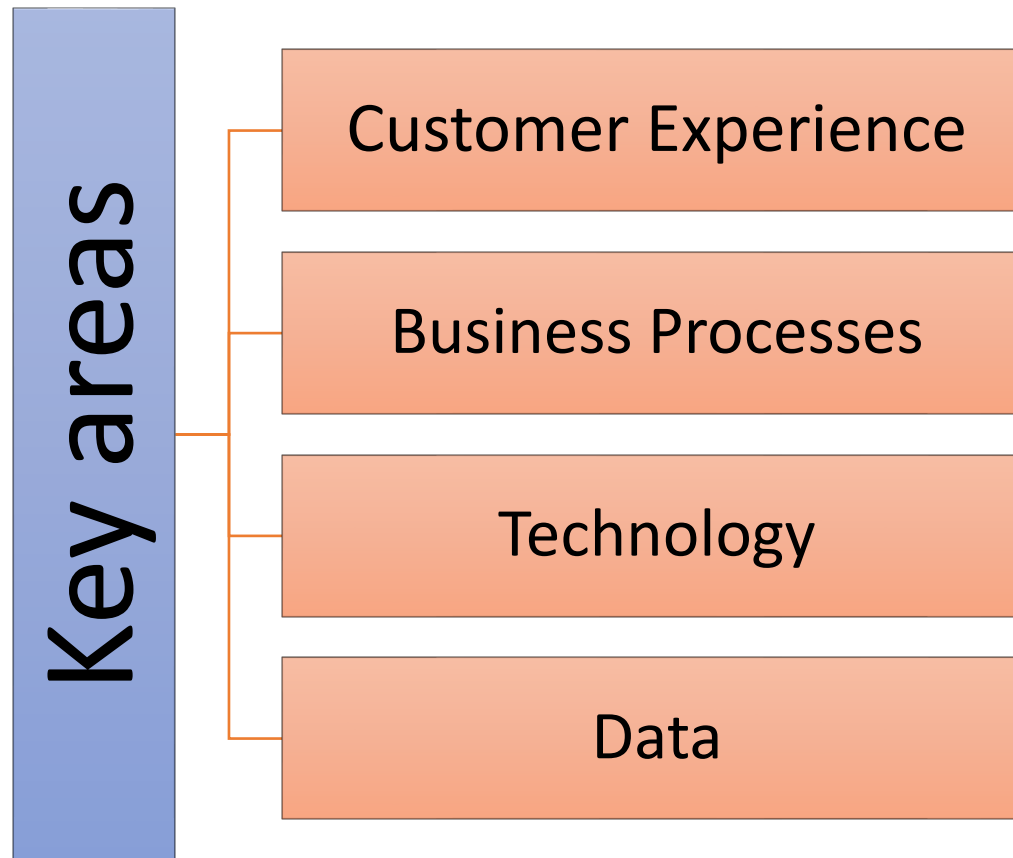 Key areas
Customer Experience
Business Processes
Technology
Data